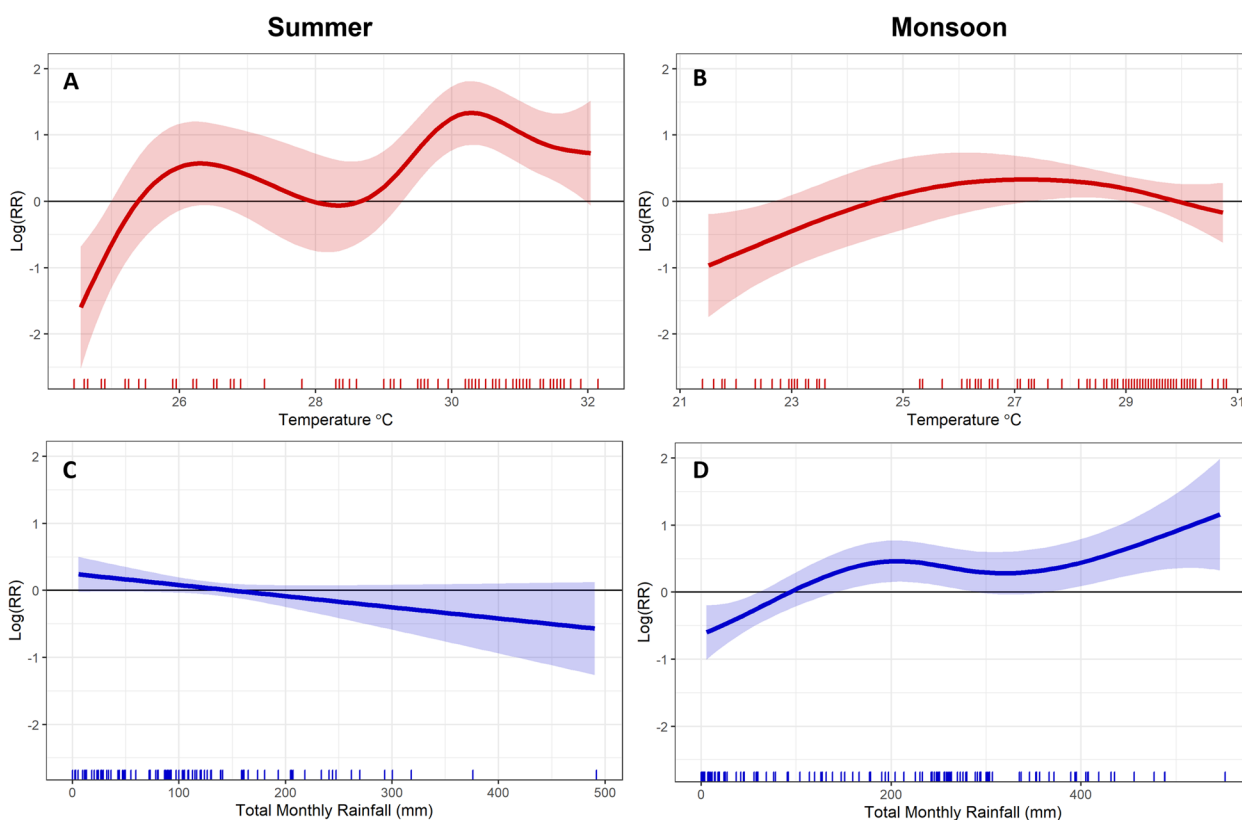 Summer
Monsoon
A
2
1
0
-1
-2
Log(RR)
26
28
30
32
Temperature °C
B
2
1
0
-1
-2
Log(RR)
21
23
25
27
29
31
Temperature °C
C
2
1
0
-1
-2
Log(RR)
0
100
200
300
400
500
Total Monthly Rainfall (mm)
D
2
1
0
-1
-2
Log(RR)
0
200
400
Total Monthly Rainfall (mm)